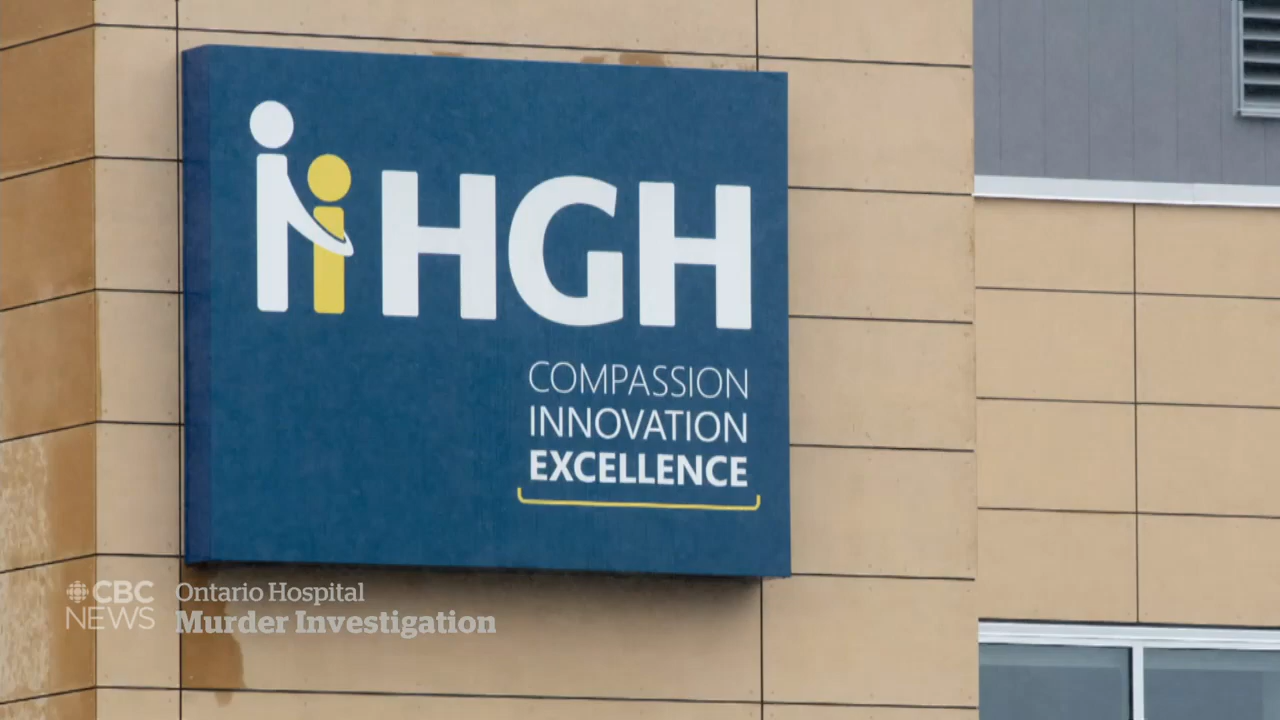 HGH
COMPASSION
INNOVATION
EXCELLENCE
CBC
NEWS
Ontario Hospital
Murder Investigation